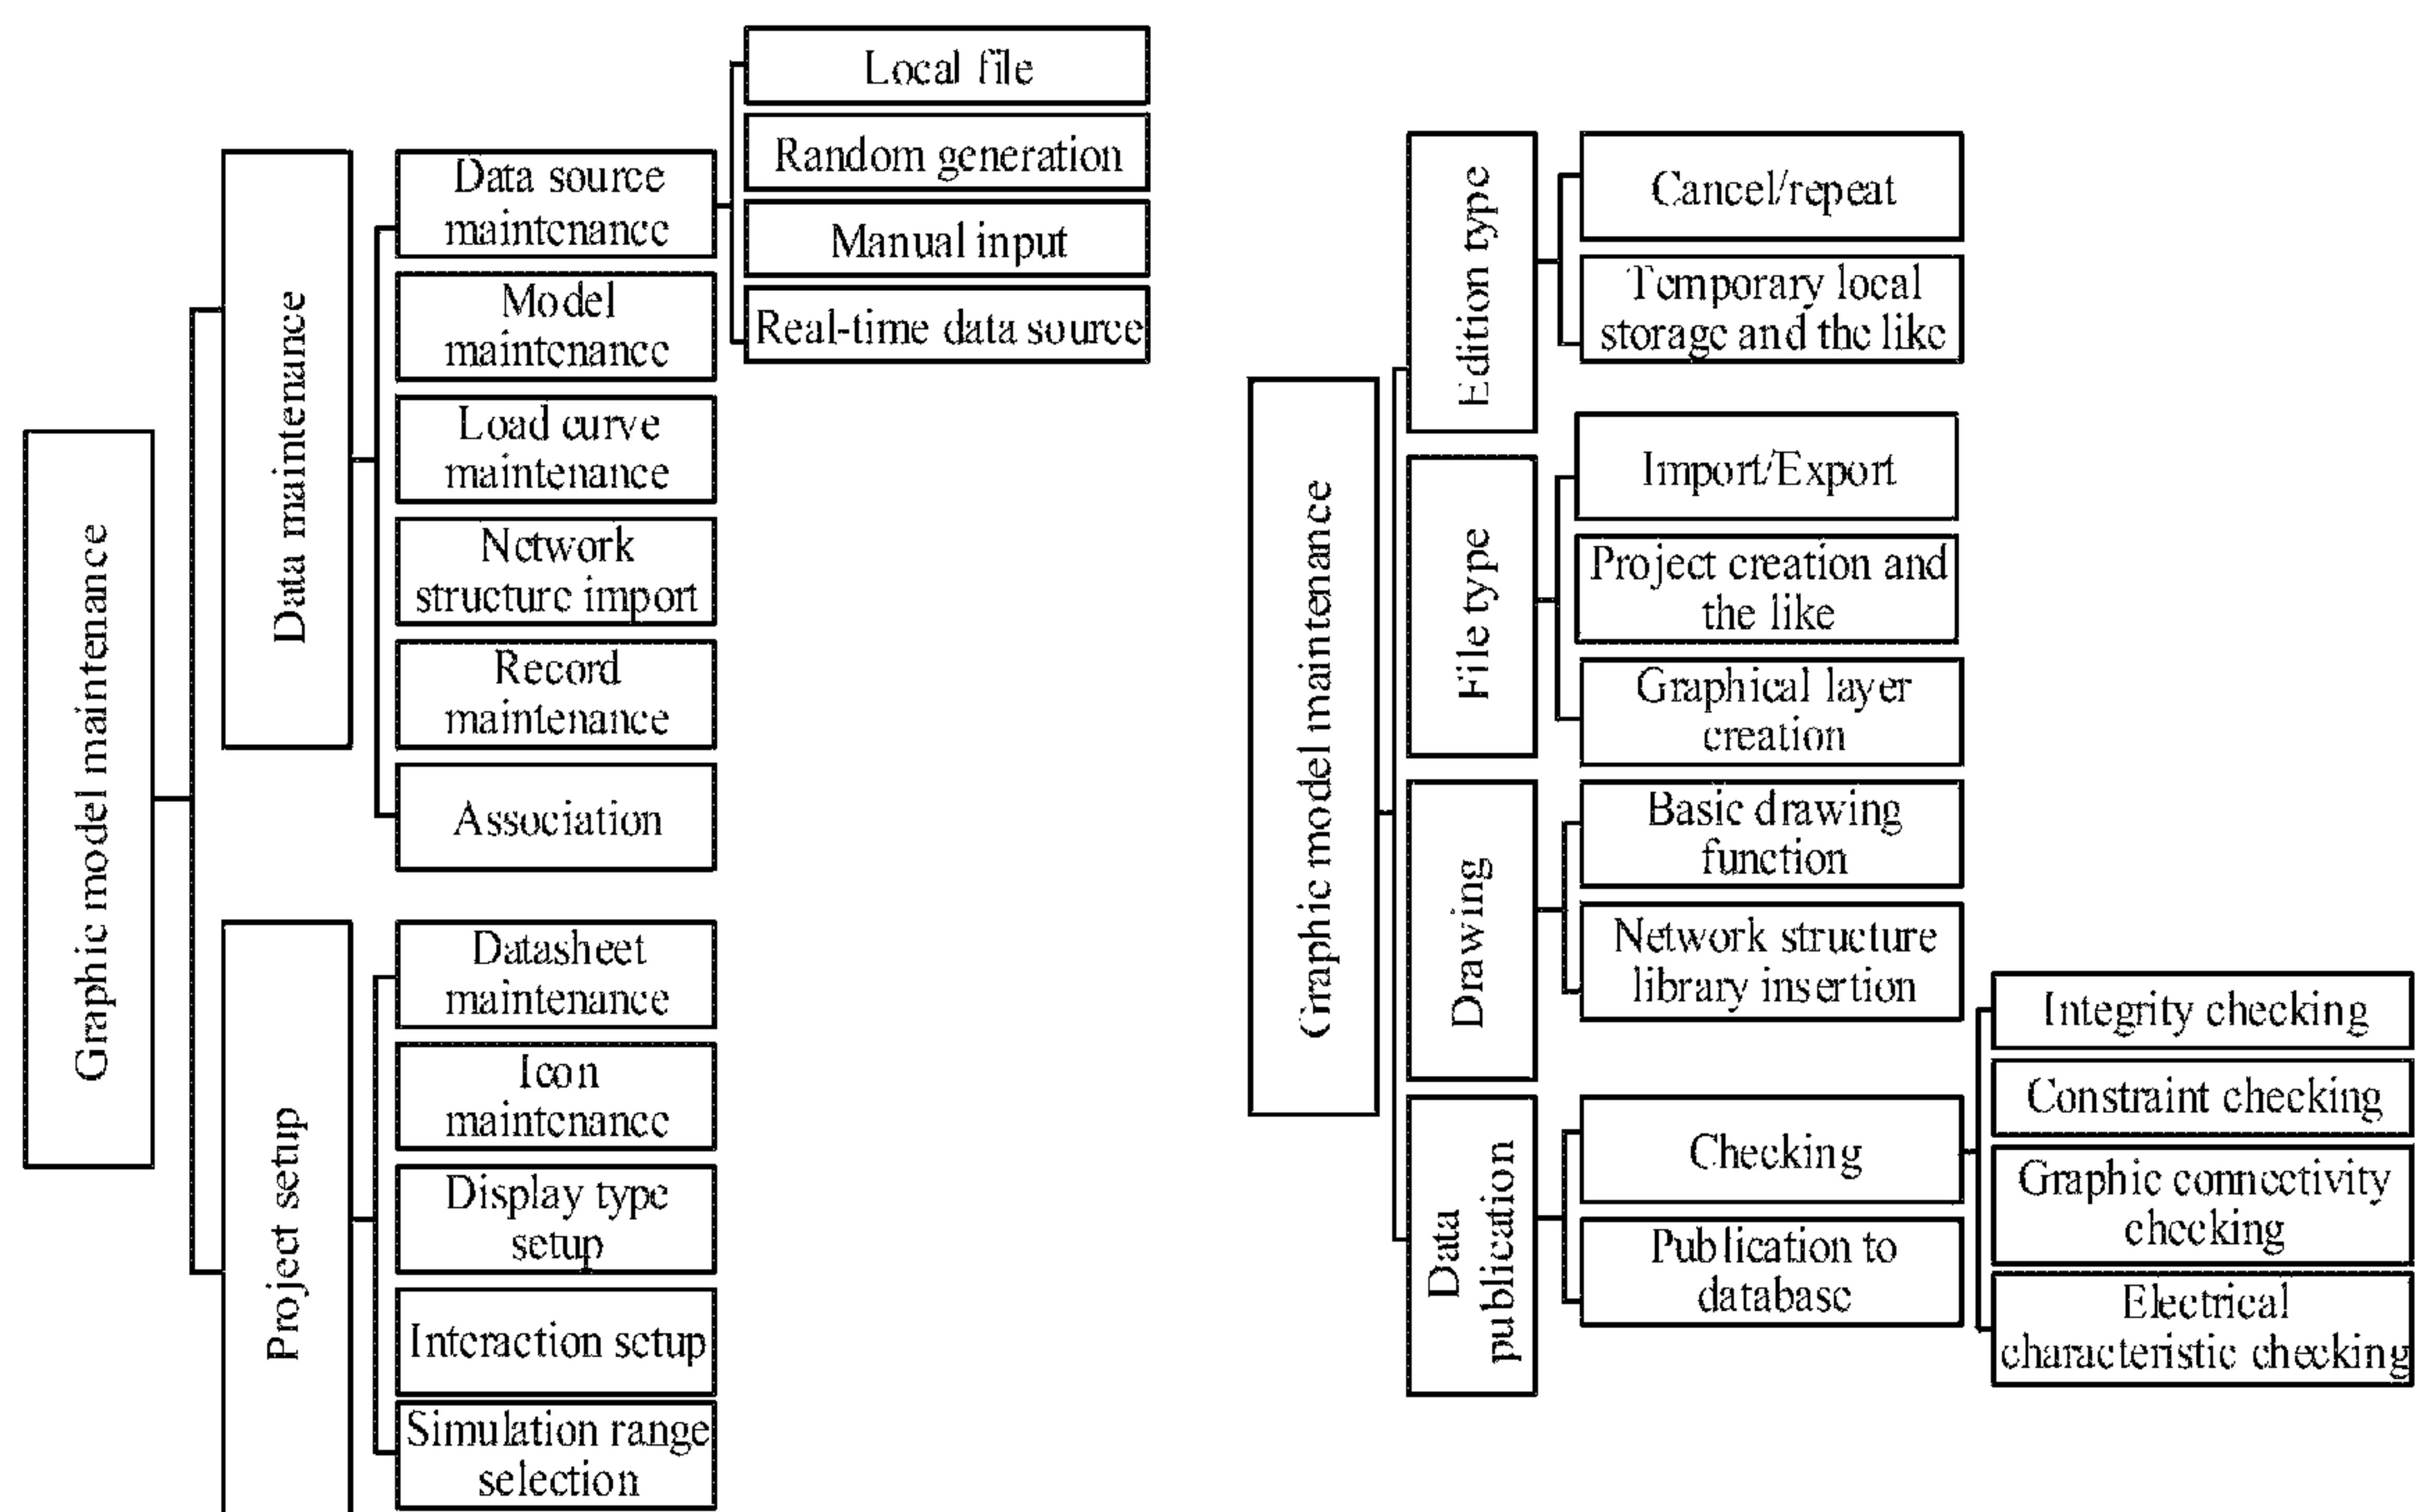 Graphic model maintenance
Data maintenance
Data source
maintenance
Local file
Random generation
Manual input
Real-time data source
Model
maintenance
Load curve
maintenance
Network
structure import
Record
maintenance
Association
Project setup
Datasheet
maintenance
Icon
maintenance
Display type
setup
Interaction setup
Simulation range
selection
Graphic model maintenance
Edition type
Cancel/repeat
Temporary local
storage and the like
File type
Import/Export
Project creation and
the like
Graphical layer
creation
Drawing
Basic drawing
function
Network structure
library insertion
Data
publication
Checking
Integrity checking
Constraint checking
Graphic connectivity
checking
Electrical
characteristic checking
Publication to
database